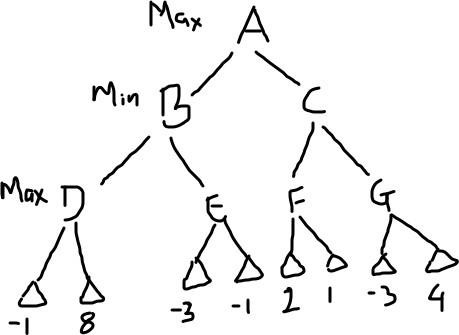 Max A
Min B C
Max D E F G
-1 8 -3 -1 2 1 -3 4